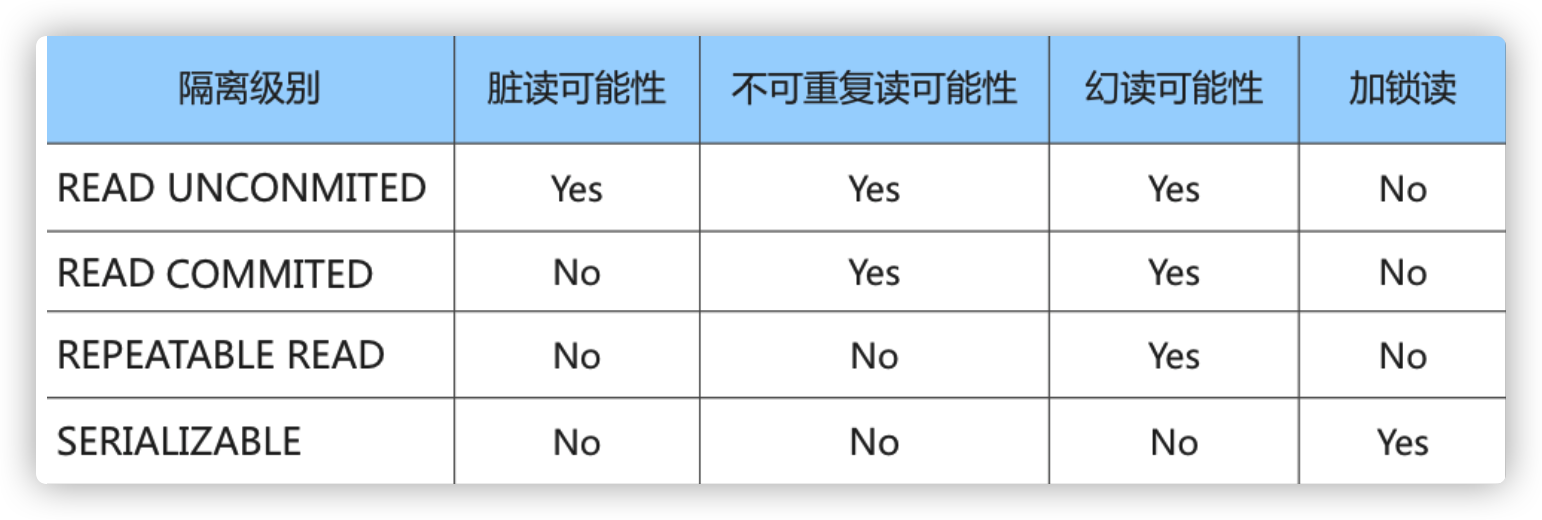 隔离级别 脏读可能性 不可重复读可能性 幻读可能性 加锁读
READ UNCONMITED Yes Yes Yes No
READ COMMITED No Yes Yes No
REPEATABLE READ No No Yes No
SERIALIZABLE No No No Yes